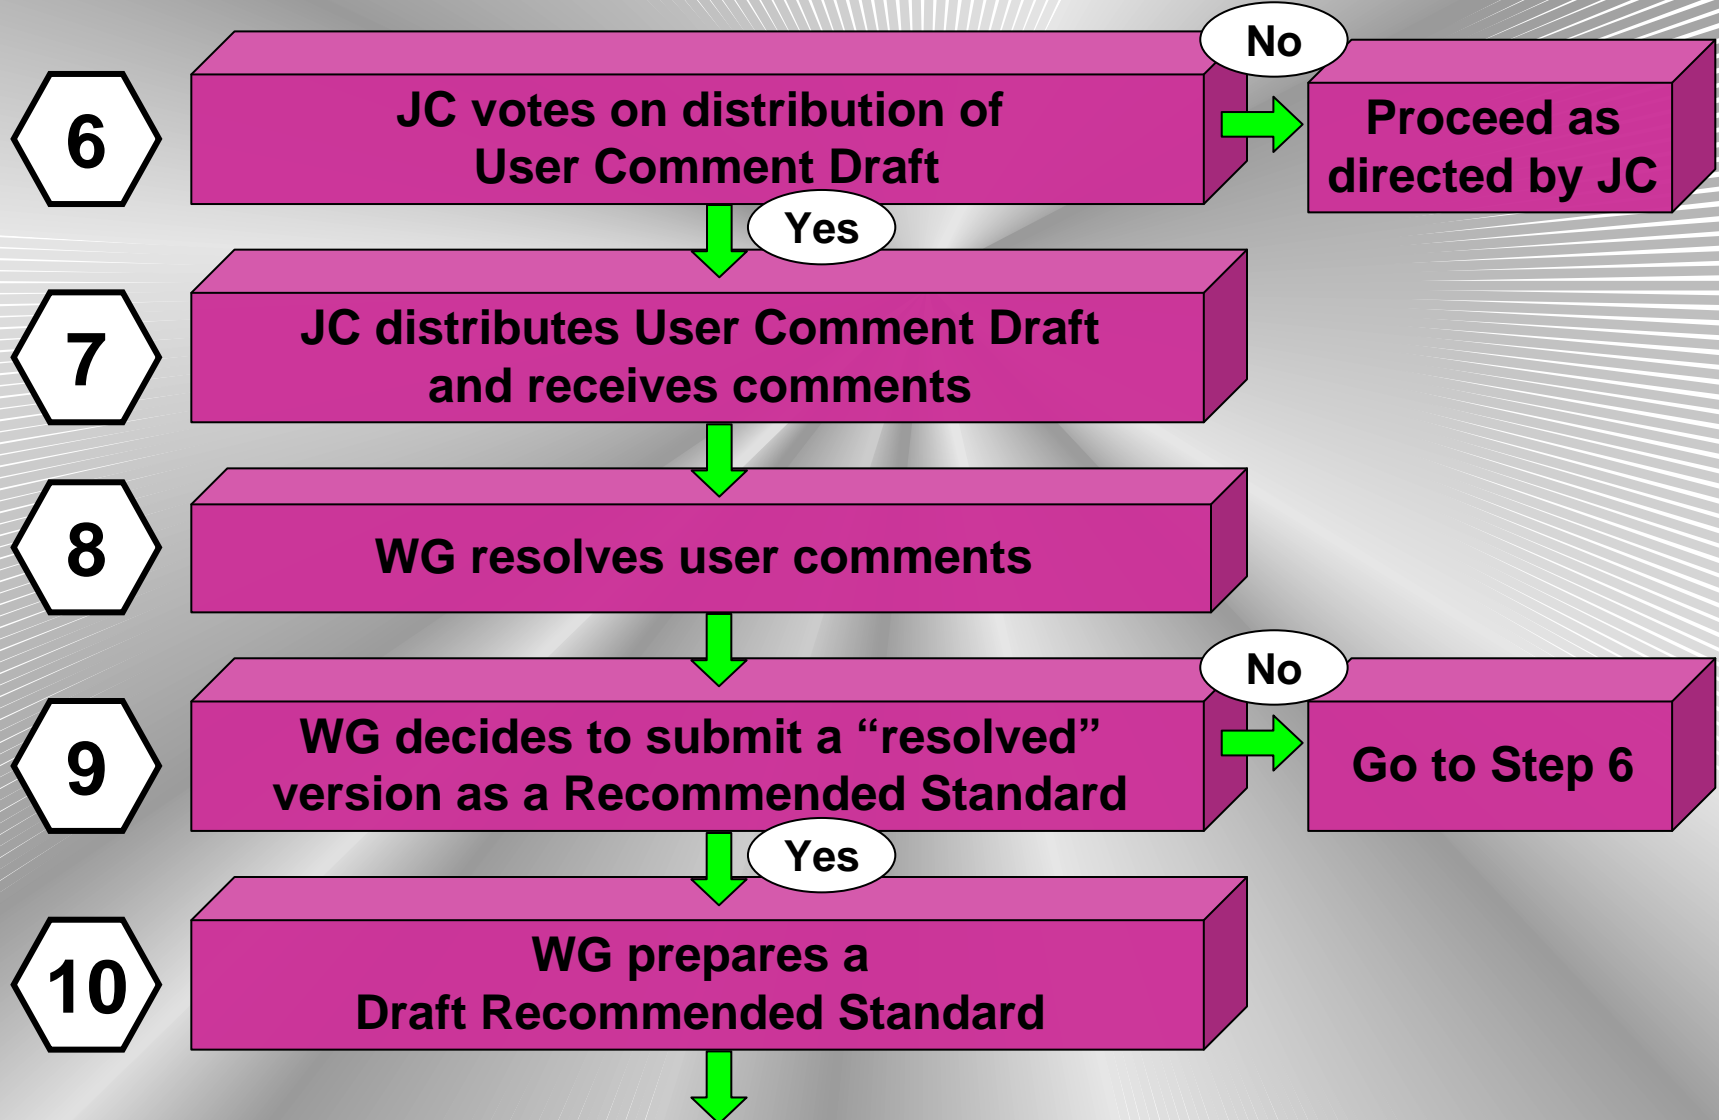 No
6
JC votes on distribution of
User Comment Draft
Proceed as
directed by JC
Yes
7
JC distributes User Comment Draft
and receives comments
8
WG resolves user comments
No
9
WG decides to submit a “resolved”
version as a Recommended Standard
Go to Step 6
Yes
10
WG prepares a
Draft Recommended Standard